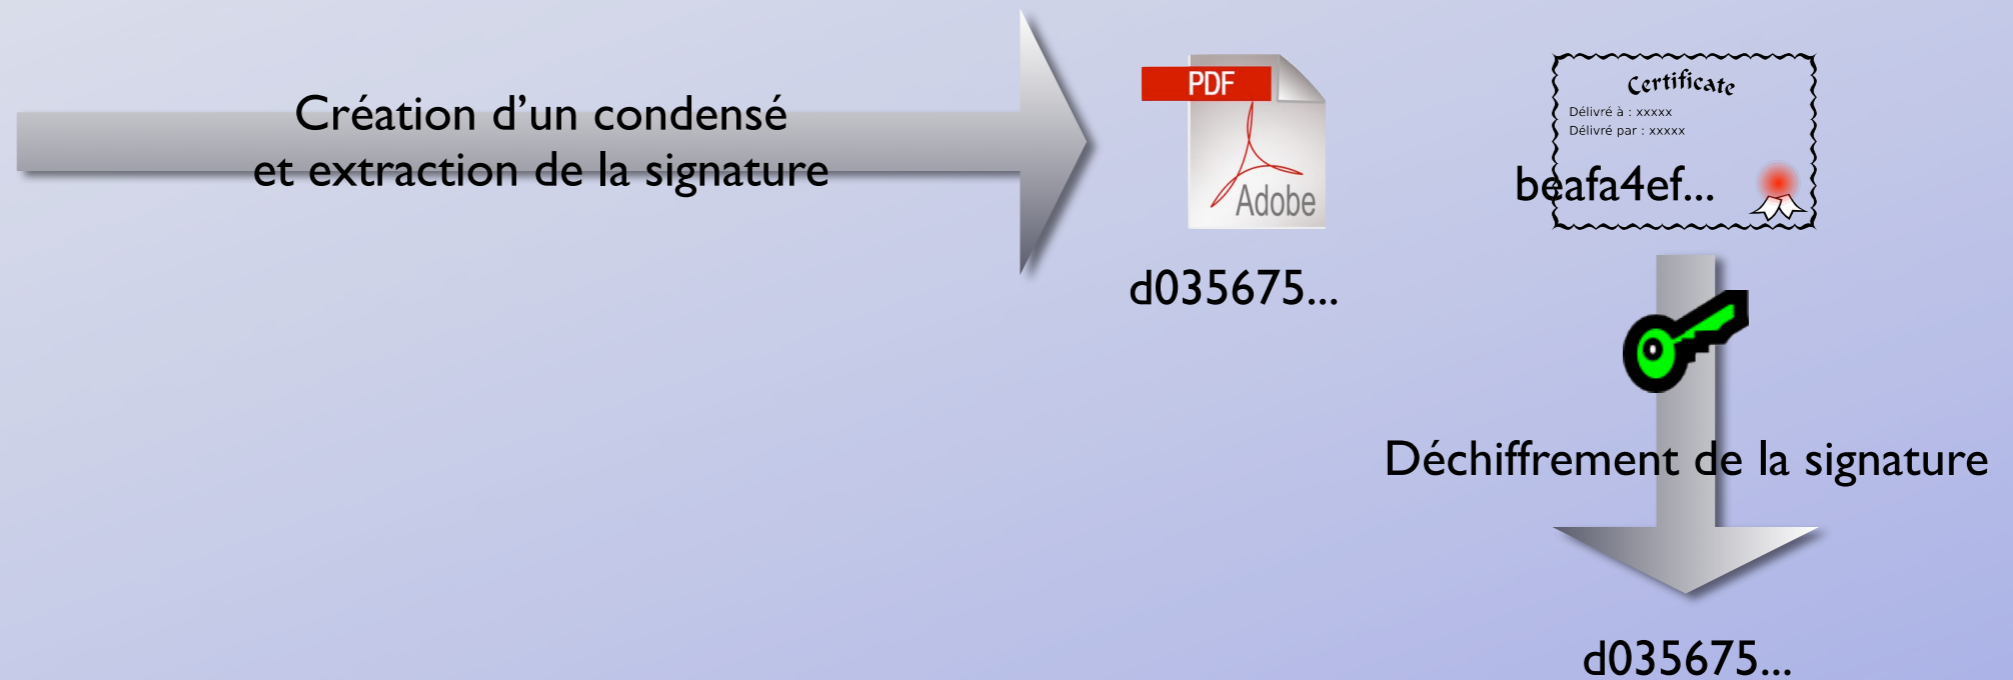 Création d’un condensé
et extraction de la signature
PDF
Adobe
d035675...
Certificate
Délivré à : xxxxx
Délivré par : xxxxx
beafa4ef...
Déchiffrement de la signature
d035675...